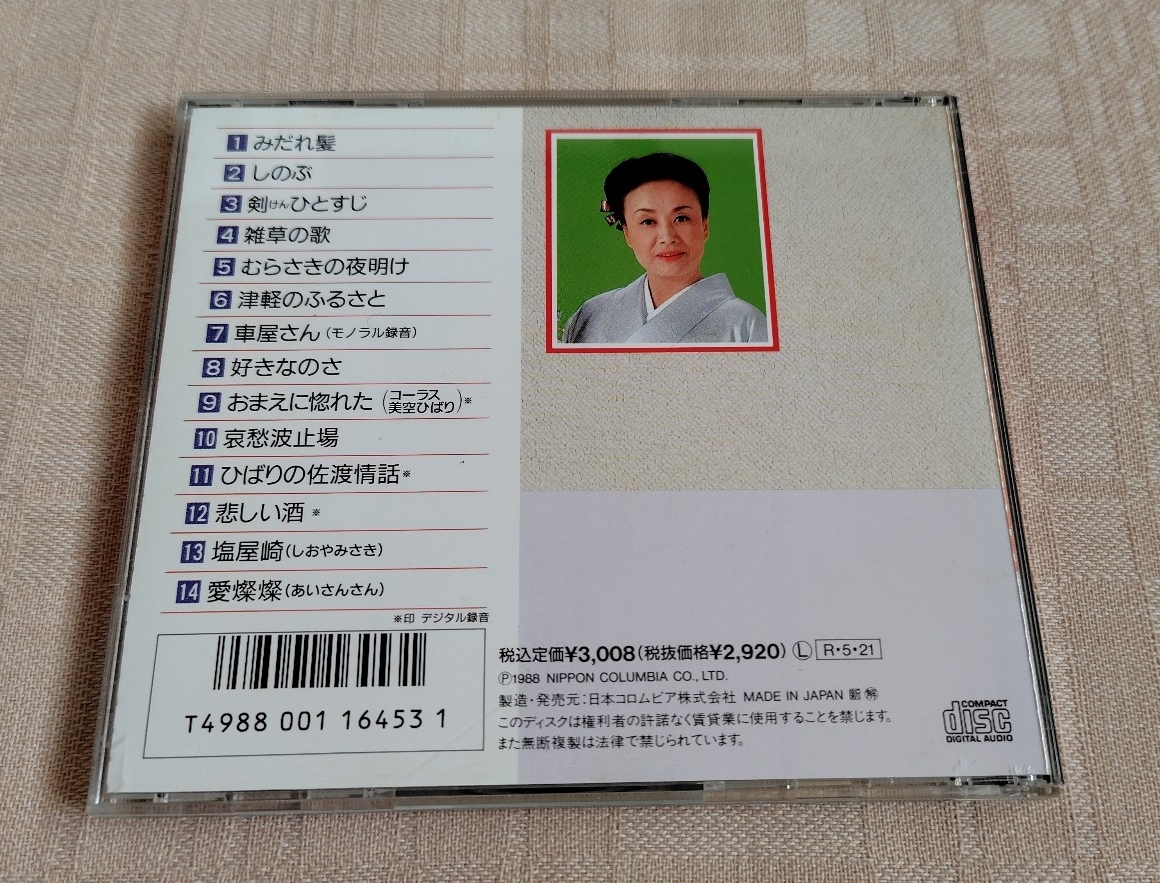 1 みだれ髪
2 しのぶ
3 剣けんひとすじ
4 雑草の歌
5 むらさきの夜明け
6 津軽のふるさと
7 車屋さん(モノラル録音)
8 好きなのさ
9 おまえに惚れた (コーラス 美空ひばり)※
10 哀愁波止場
11 ひばりの佐渡情話※
12 悲しい酒 ※
13 塩屋崎(しおやみさき)
14 愛燦燦(あいさんさん)
※印 デジタル録音
T4988 001 16453 1
税込定価¥3,008(税抜価格¥2,920) Ⓛ R・5・21
Ⓟ1988 NIPPON COLUMBIA CO., LTD.
製造・発売元:日本コロムビア株式会社 MADE IN JAPAN
このディスクは権利者の許諾なく賃貸業に使用することを禁じます。
また無断複製は法律で禁じられています。
COMPACT
disc
DIGITAL AUDIO